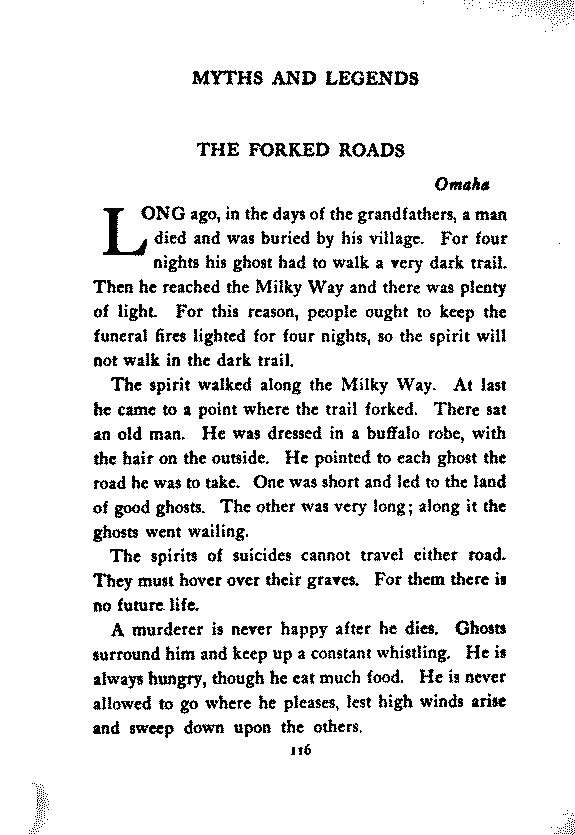 MYTHS AND LEGENDS
THE FORKED ROADS
Omaha
LONG ago, in the days of the grandfathers, a man
died and was buried by his village. For four
nights his ghost had to walk a very dark trail.
Then he reached the Milky Way and there was plenty
of light. For this reason, people ought to keep the
funeral fires lighted for four nights, so the spirit will
not walk in the dark trail.
The spirit walked along the Milky Way. At last
he came to a point where the trail forked. There sat
an old man. He was dressed in a buffalo robe, with
the hair on the outside. He pointed to each ghost the
road he was to take. One was short and led to the land
of good ghosts. The other was very long; along it the
ghosts went wailing.
The spirits of suicides cannot travel either road.
They must hover over their graves. For them there is
no future life.
A murderer is never happy after he dies. Ghosts
surround him and keep up a constant whistling. He is
always hungry, though he eat much food. He is never
allowed to go where he pleases, lest high winds arise
and sweep down upon the others.
116